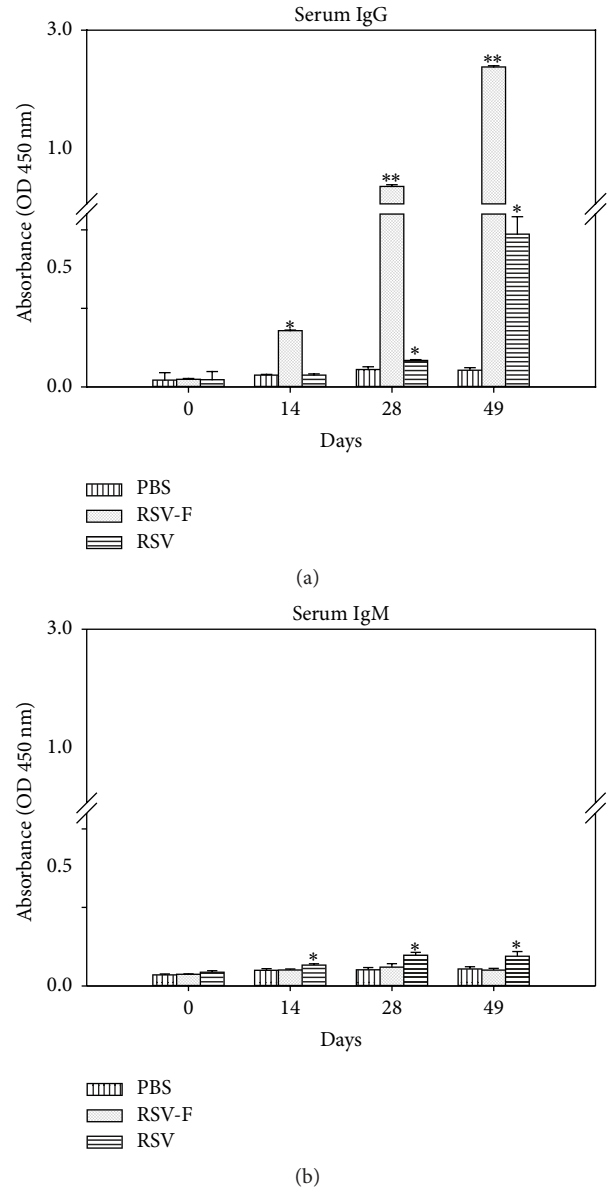 Serum IgG
3.0
1.0
0.5
0.0
Absorbance (OD 450 nm)
*
**
*
**
*
0 14 28 49
Days
PBS
RSV-F
RSV
(a)
Serum IgM
3.0
1.0
0.5
0.0
Absorbance (OD 450 nm)
*
*
*
0 14 28 49
Days
PBS
RSV-F
RSV
(b)